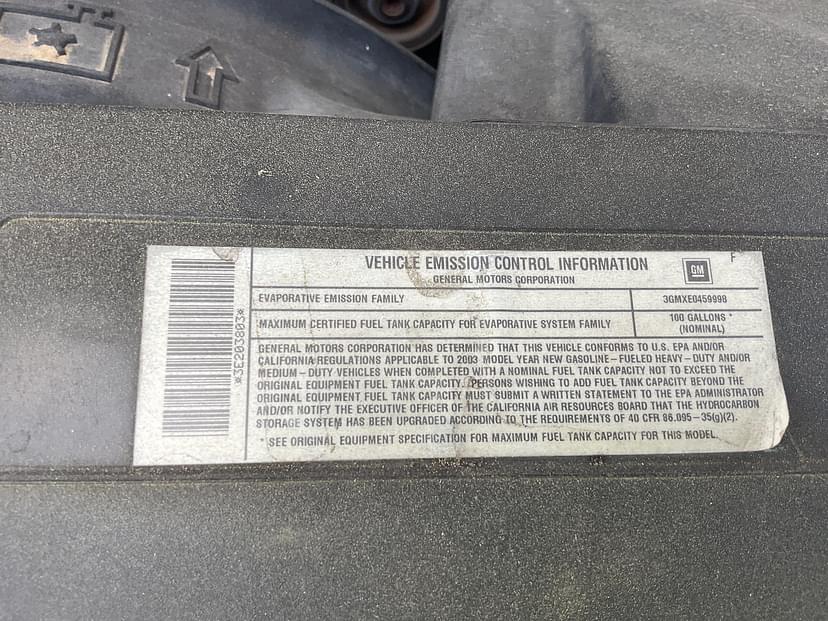 VEHICLE EMISSION CONTROL INFORMATION
GENERAL MOTORS CORPORATION
GM
F
*3E203803*
EVAPORATIVE EMISSION FAMILY 3GMXE0459998
MAXIMUM CERTIFIED FUEL TANK CAPACITY FOR EVAPORATIVE SYSTEM FAMILY 100 GALLONS *
(NOMINAL)
GENERAL MOTORS CORPORATION HAS DETERMINED THAT THIS VEHICLE CONFORMS TO U.S. EPA AND/OR
CALIFORNIA REGULATIONS APPLICABLE TO 2003 MODEL YEAR NEW GASOLINE-FUELED HEAVY-DUTY AND/OR
MEDIUM-DUTY VEHICLES WHEN COMPLETED WITH A NOMINAL FUEL TANK CAPACITY NOT TO EXCEED THE
ORIGINAL EQUIPMENT FUEL TANK CAPACITY. PERSONS WISHING TO ADD FUEL TANK CAPACITY BEYOND THE
ORIGINAL EQUIPMENT FUEL TANK CAPACITY MUST SUBMIT A WRITTEN STATEMENT TO THE EPA ADMINISTRATOR
AND/OR NOTIFY THE EXECUTIVE OFFICER OF THE CALIFORNIA AIR RESOURCES BOARD THAT THE HYDROCARBON
STORAGE SYSTEM HAS BEEN UPGRADED ACCORDING TO THE REQUIREMENTS OF 40 CFR 86.095-35(g)(2).
* SEE ORIGINAL EQUIPMENT SPECIFICATION FOR MAXIMUM FUEL TANK CAPACITY FOR THIS MODEL.